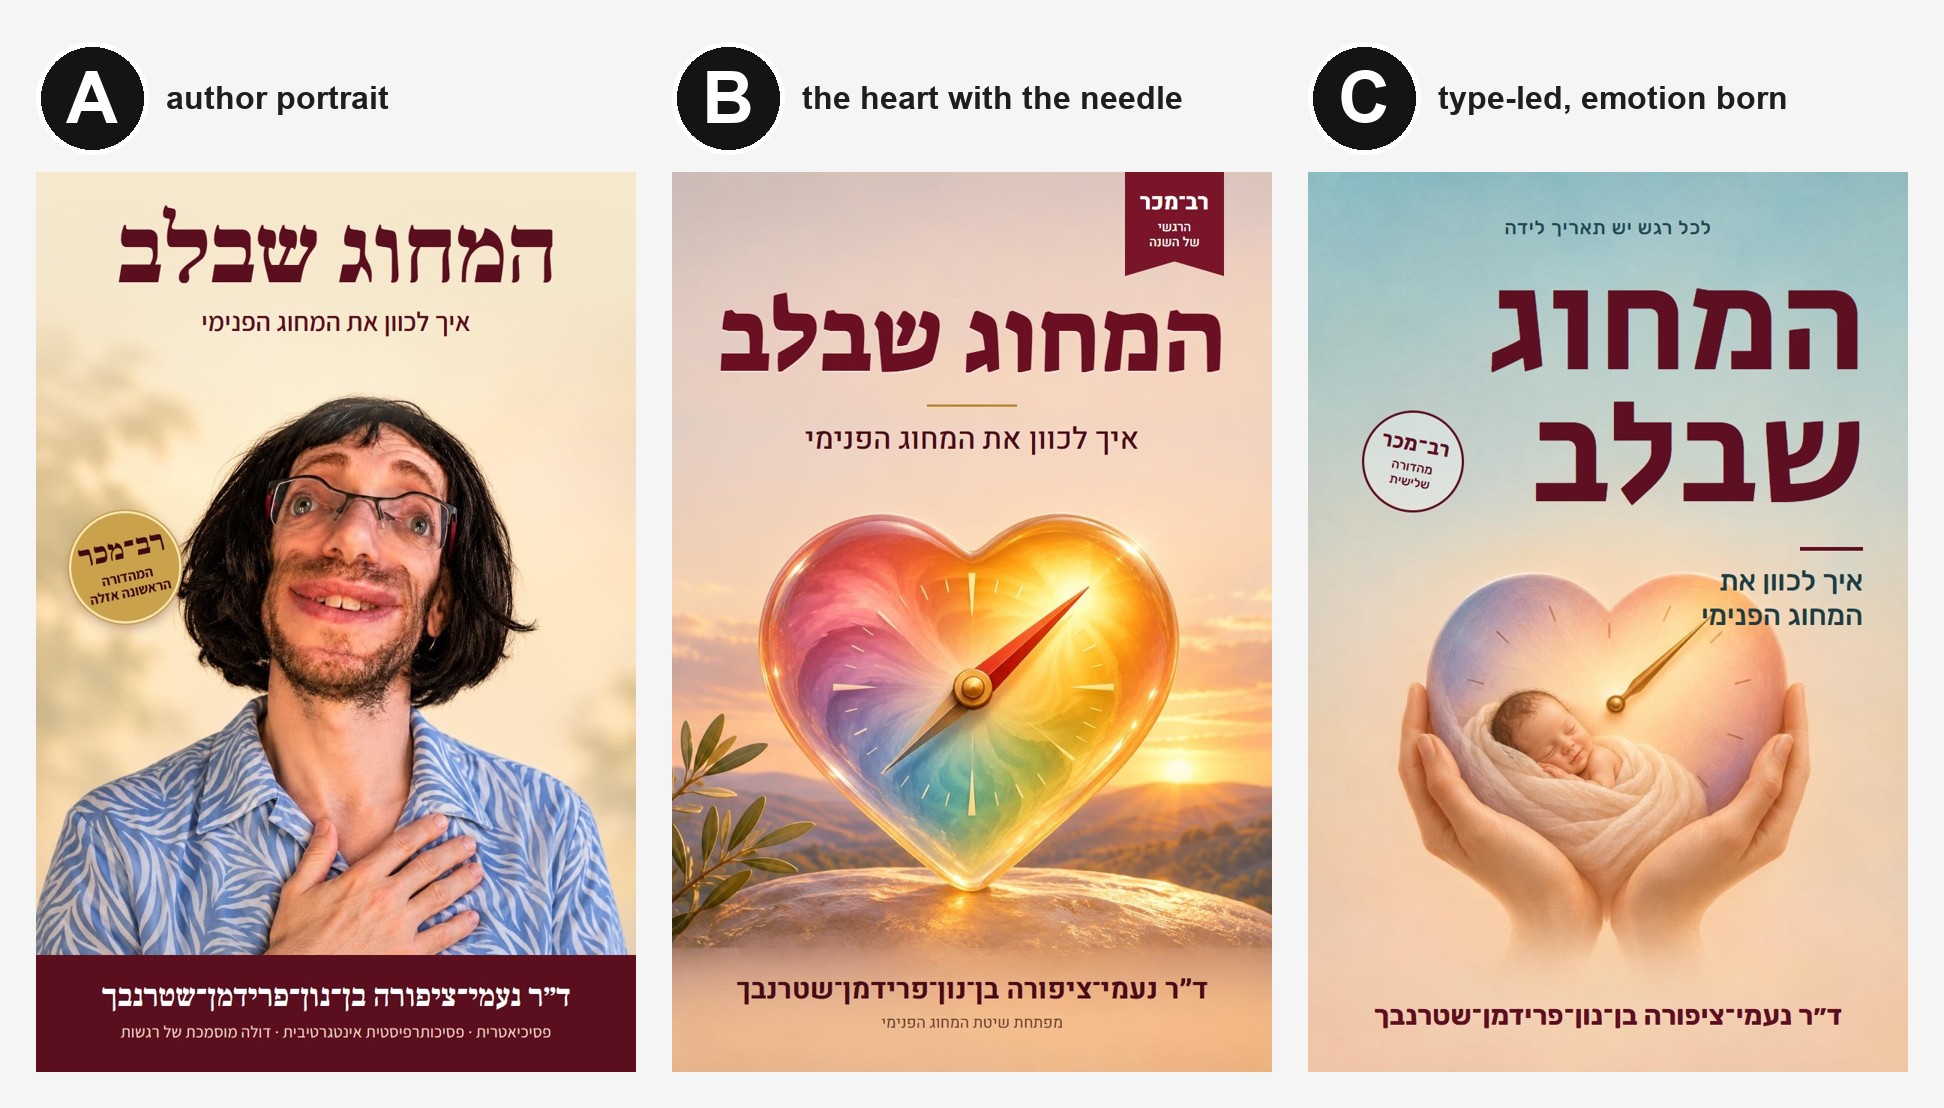 A author portrait
המחוג שבלב
איך לכוון את המחוג הפנימי
רב־מכר
המהדורה
הראשונה אזלה
ד״ר נעמי־ציפורה בן־נון־פרידמן־שטרנבך
פסיכיאטרית · פסיכותרפיסטית אינטגרטיבית · דולה מוסמכת של רגשות
B the heart with the needle
רב־מכר
הרגשי
של השנה
המחוג שבלב
איך לכוון את המחוג הפנימי
ד״ר נעמי־ציפורה בן־נון־פרידמן־שטרנבך
מפתחת שיטת המחוג הפנימי
C type-led, emotion born
לכל רגש יש תאריך לידה
המחוג
שבלב
רב־מכר
מהדורה
שלישית
איך לכוון את
המחוג הפנימי
ד״ר נעמי־ציפורה בן־נון־פרידמן־שטרנבך